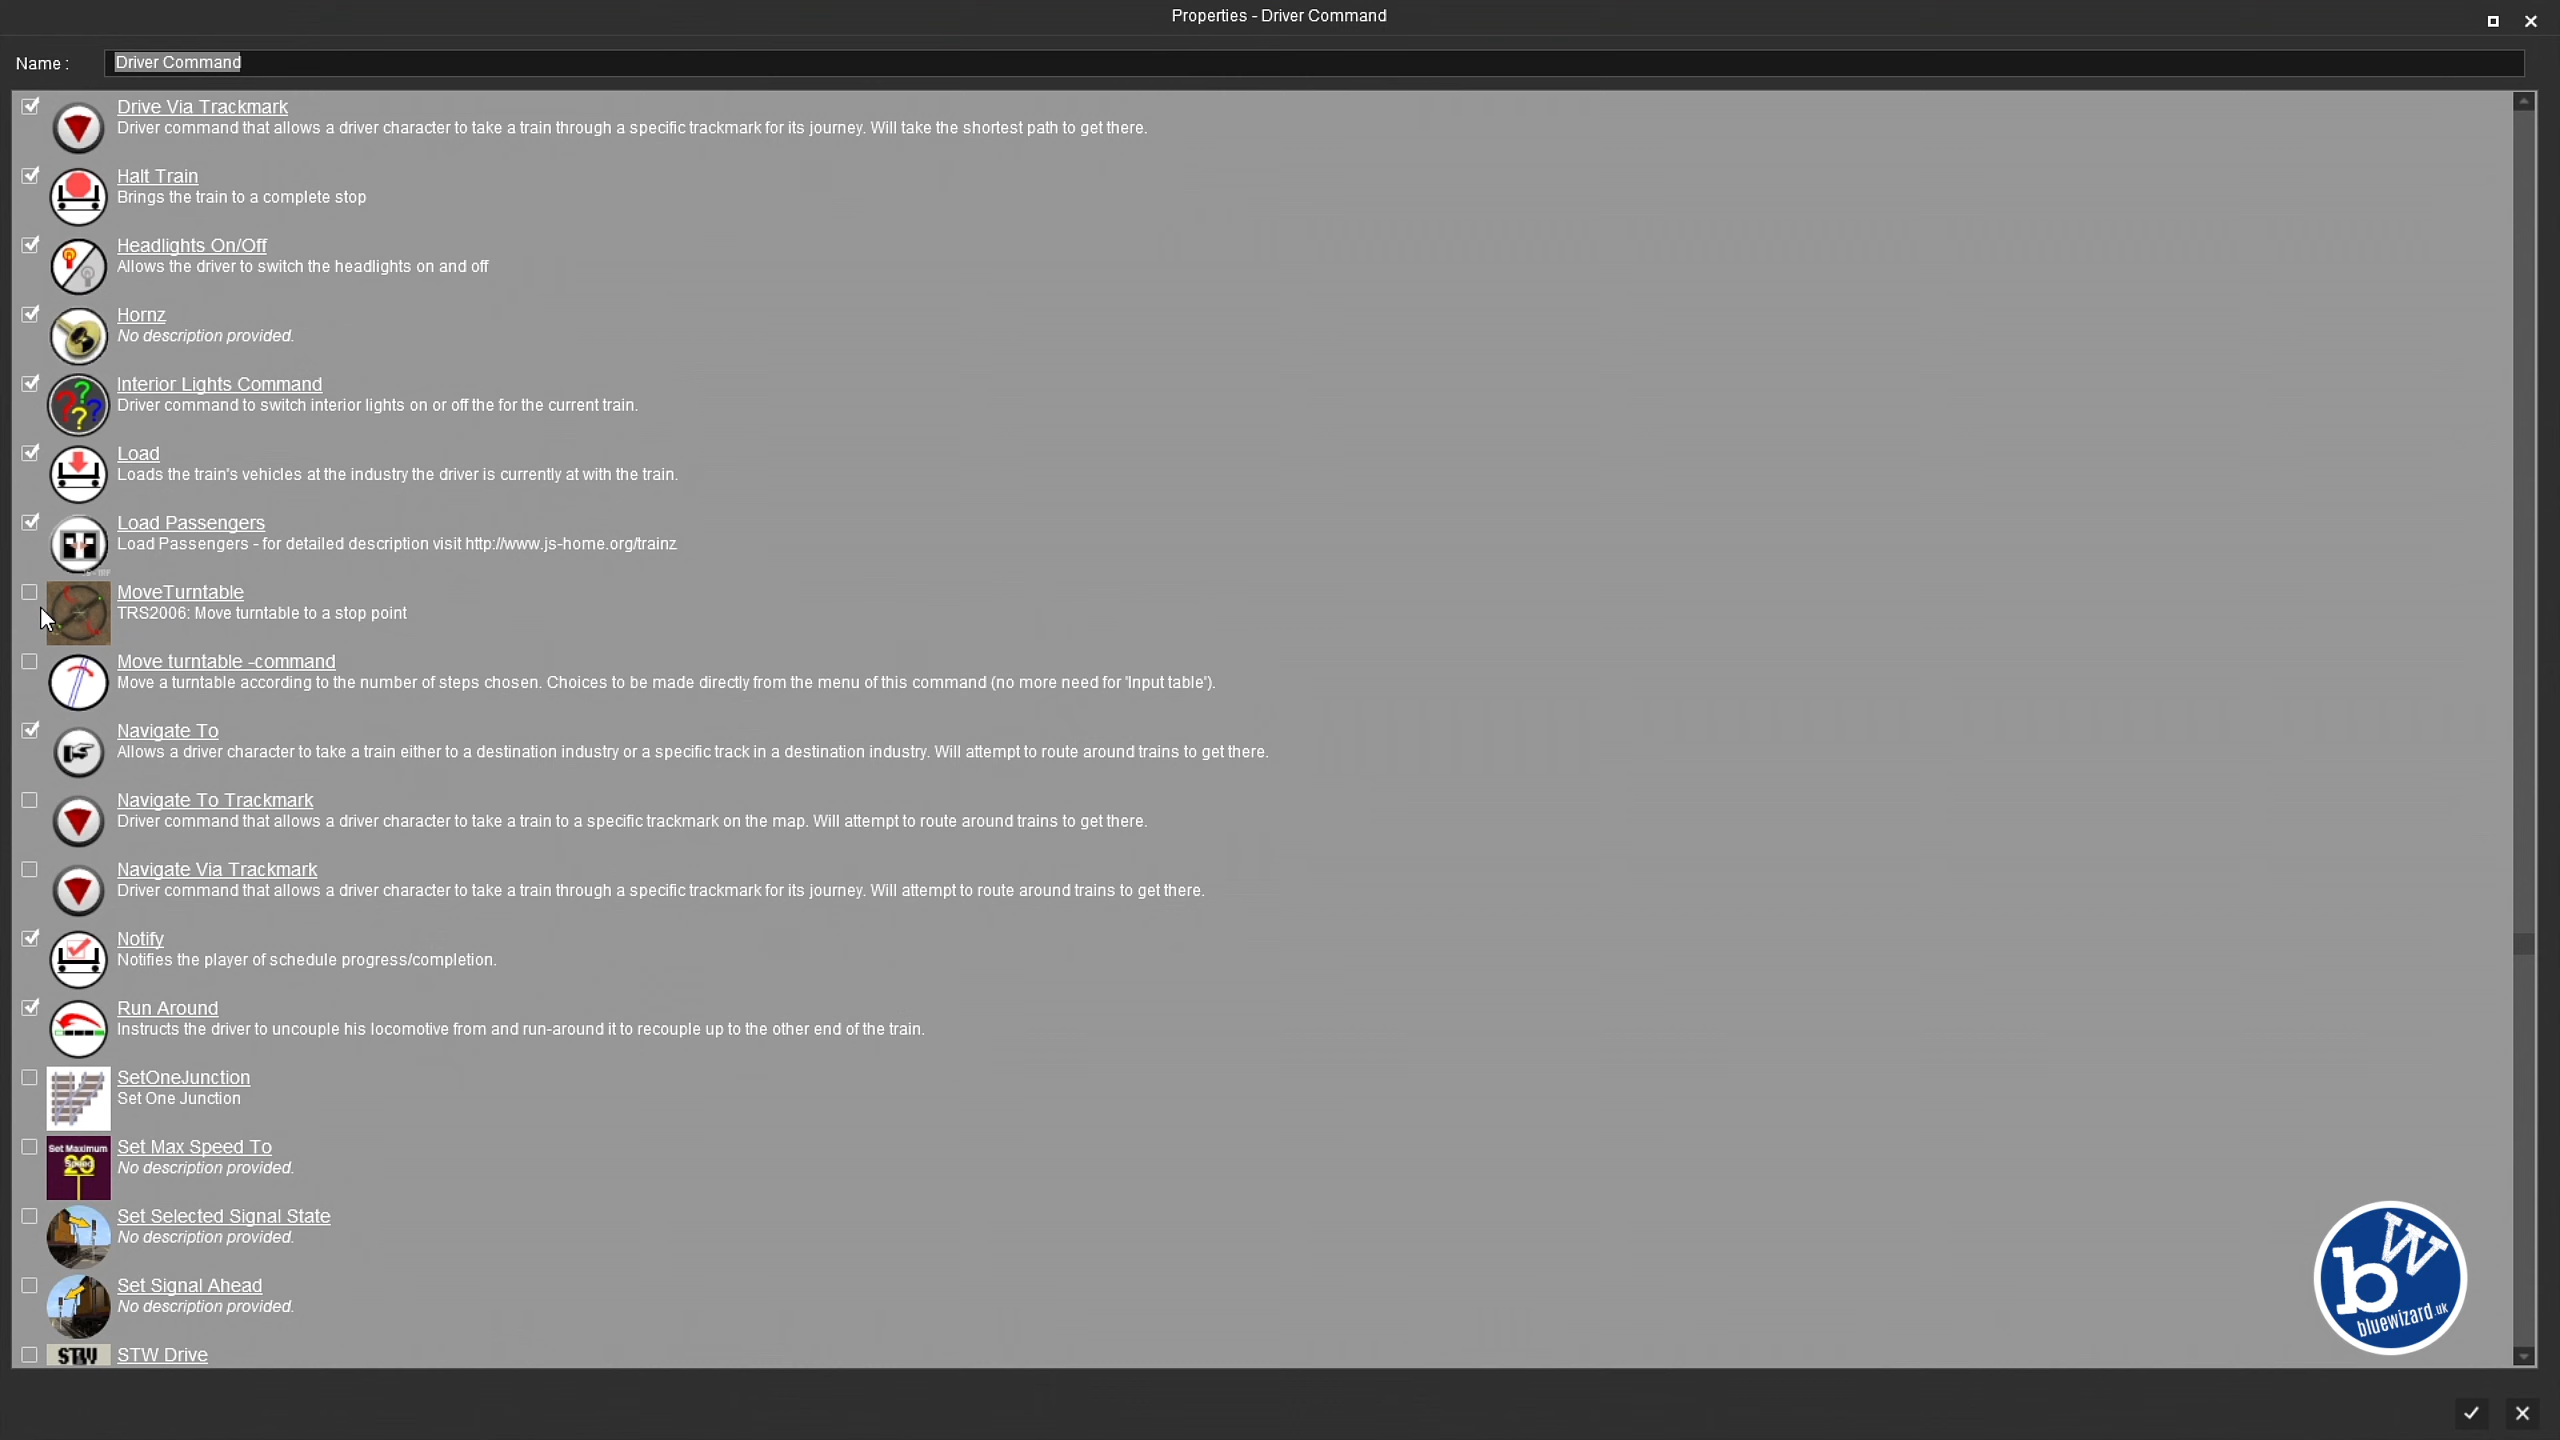 Properties - Driver Command
Name :
Driver Command
Drive Via Trackmark
Driver command that allows a driver character to take a train through a specific trackmark for its journey. Will take the shortest path to get there.
Halt Train
Brings the train to a complete stop
Headlights On/Off
Allows the driver to switch the headlights on and off
Hornz
No description provided.
Interior Lights Command
Driver command to switch interior lights on or off the for the current train.
Load
Loads the train's vehicles at the industry the driver is currently at with the train.
Load Passengers
Load Passengers - for detailed description visit http://www.js-home.org/trainz
MoveTurntable
TRS2006: Move turntable to a stop point
Move turntable -command
Move a turntable according to the number of steps chosen. Choices to be made directly from the menu of this command (no more need for 'Input table').
Navigate To
Allows a driver character to take a train either to a destination industry or a specific track in a destination industry. Will attempt to route around trains to get there.
Navigate To Trackmark
Driver command that allows a driver character to take a train to a specific trackmark on the map. Will attempt to route around trains to get there.
Navigate Via Trackmark
Driver command that allows a driver character to take a train through a specific trackmark for its journey. Will attempt to route around trains to get there.
Notify
Notifies the player of schedule progress/completion.
Run Around
Instructs the driver to uncouple his locomotive from and run-around it to recouple up to the other end of the train.
SetOneJunction
Set One Junction
Set Maximum
Speed
20
Set Max Speed To
No description provided.
Set Selected Signal State
No description provided.
Set Signal Ahead
No description provided.
STW
STW Drive
bw
bluewizard.uk